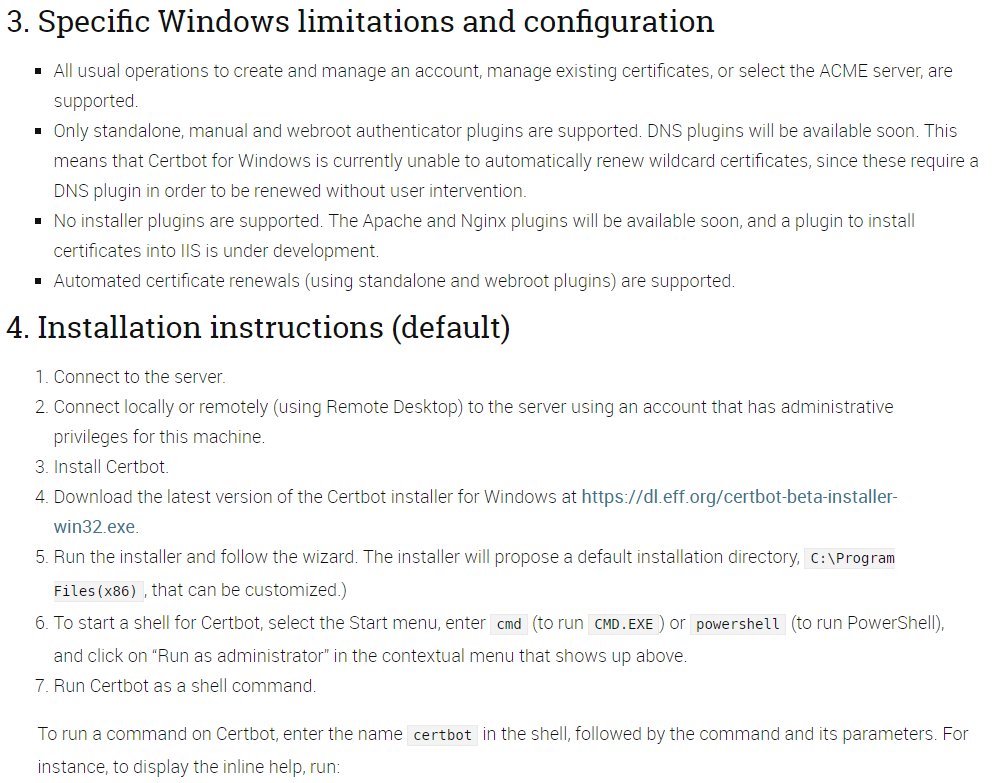 3. Specific Windows limitations and configuration
▪ All usual operations to create and manage an account, manage existing certificates, or select the ACME server, are
supported.
▪ Only standalone, manual and webroot authenticator plugins are supported. DNS plugins will be available soon. This
means that Certbot for Windows is currently unable to automatically renew wildcard certificates, since these require a
DNS plugin in order to be renewed without user intervention.
▪ No installer plugins are supported. The Apache and Nginx plugins will be available soon, and a plugin to install
certificates into IIS is under development.
▪ Automated certificate renewals (using standalone and webroot plugins) are supported.
4. Installation instructions (default)
1. Connect to the server.
2. Connect locally or remotely (using Remote Desktop) to the server using an account that has administrative
privileges for this machine.
3. Install Certbot.
4. Download the latest version of the Certbot installer for Windows at https://dl.eff.org/certbot-beta-installer-
win32.exe.
5. Run the installer and follow the wizard. The installer will propose a default installation directory, C:\Program
Files(x86) , that can be customized.)
6. To start a shell for Certbot, select the Start menu, enter cmd (to run CMD.EXE ) or powershell (to run PowerShell),
and click on “Run as administrator” in the contextual menu that shows up above.
7. Run Certbot as a shell command.
To run a command on Certbot, enter the name certbot in the shell, followed by the command and its parameters. For
instance, to display the inline help, run: